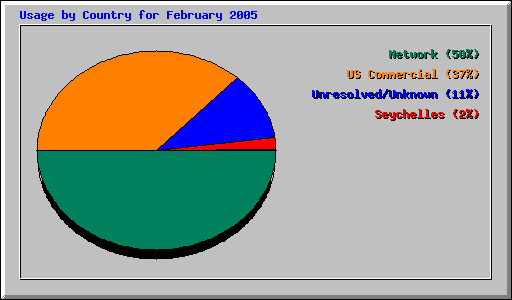 Usage by Country for February 2005
Network (50%)
US Commercial (37%)
Unresolved/Unknown (11%)
Seychelles (2%)